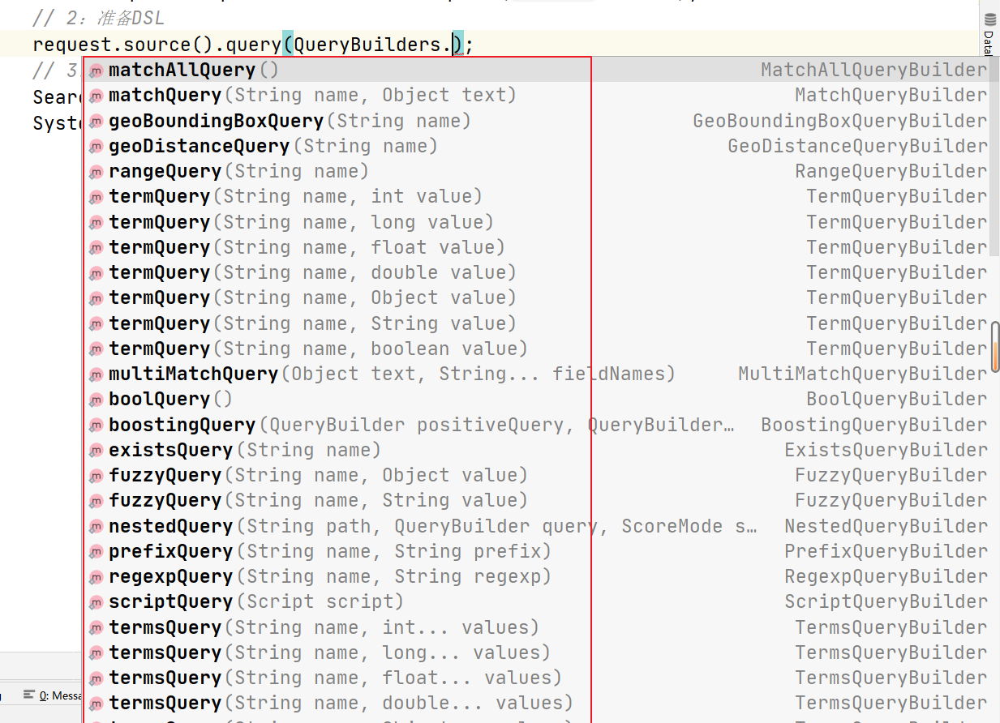 // 2：准备DSL
request.source().query(QueryBuilders.);
Data
// 3
Sear
Syst
matchAllQuery() MatchAllQueryBuilder
matchQuery(String name, Object text) MatchQueryBuilder
geoBoundingBoxQuery(String name) GeoBoundingBoxQueryBuilder
geoDistanceQuery(String name) GeoDistanceQueryBuilder
rangeQuery(String name) RangeQueryBuilder
termQuery(String name, int value) TermQueryBuilder
termQuery(String name, long value) TermQueryBuilder
termQuery(String name, float value) TermQueryBuilder
termQuery(String name, double value) TermQueryBuilder
termQuery(String name, Object value) TermQueryBuilder
termQuery(String name, String value) TermQueryBuilder
termQuery(String name, boolean value) TermQueryBuilder
multiMatchQuery(Object text, String... fieldNames) MultiMatchQueryBuilder
boolQuery() BoolQueryBuilder
boostingQuery(QueryBuilder positiveQuery, QueryBuilder… BoostingQueryBuilder
existsQuery(String name) ExistsQueryBuilder
fuzzyQuery(String name, Object value) FuzzyQueryBuilder
fuzzyQuery(String name, String value) FuzzyQueryBuilder
nestedQuery(String path, QueryBuilder query, ScoreMode s… NestedQueryBuilder
prefixQuery(String name, String prefix) PrefixQueryBuilder
regexpQuery(String name, String regexp) RegexpQueryBuilder
scriptQuery(Script script) ScriptQueryBuilder
termsQuery(String name, int... values) TermsQueryBuilder
termsQuery(String name, long... values) TermsQueryBuilder
termsQuery(String name, float... values) TermsQueryBuilder
termsQuery(String name, double... values) TermsQueryBuilder
0: Messa